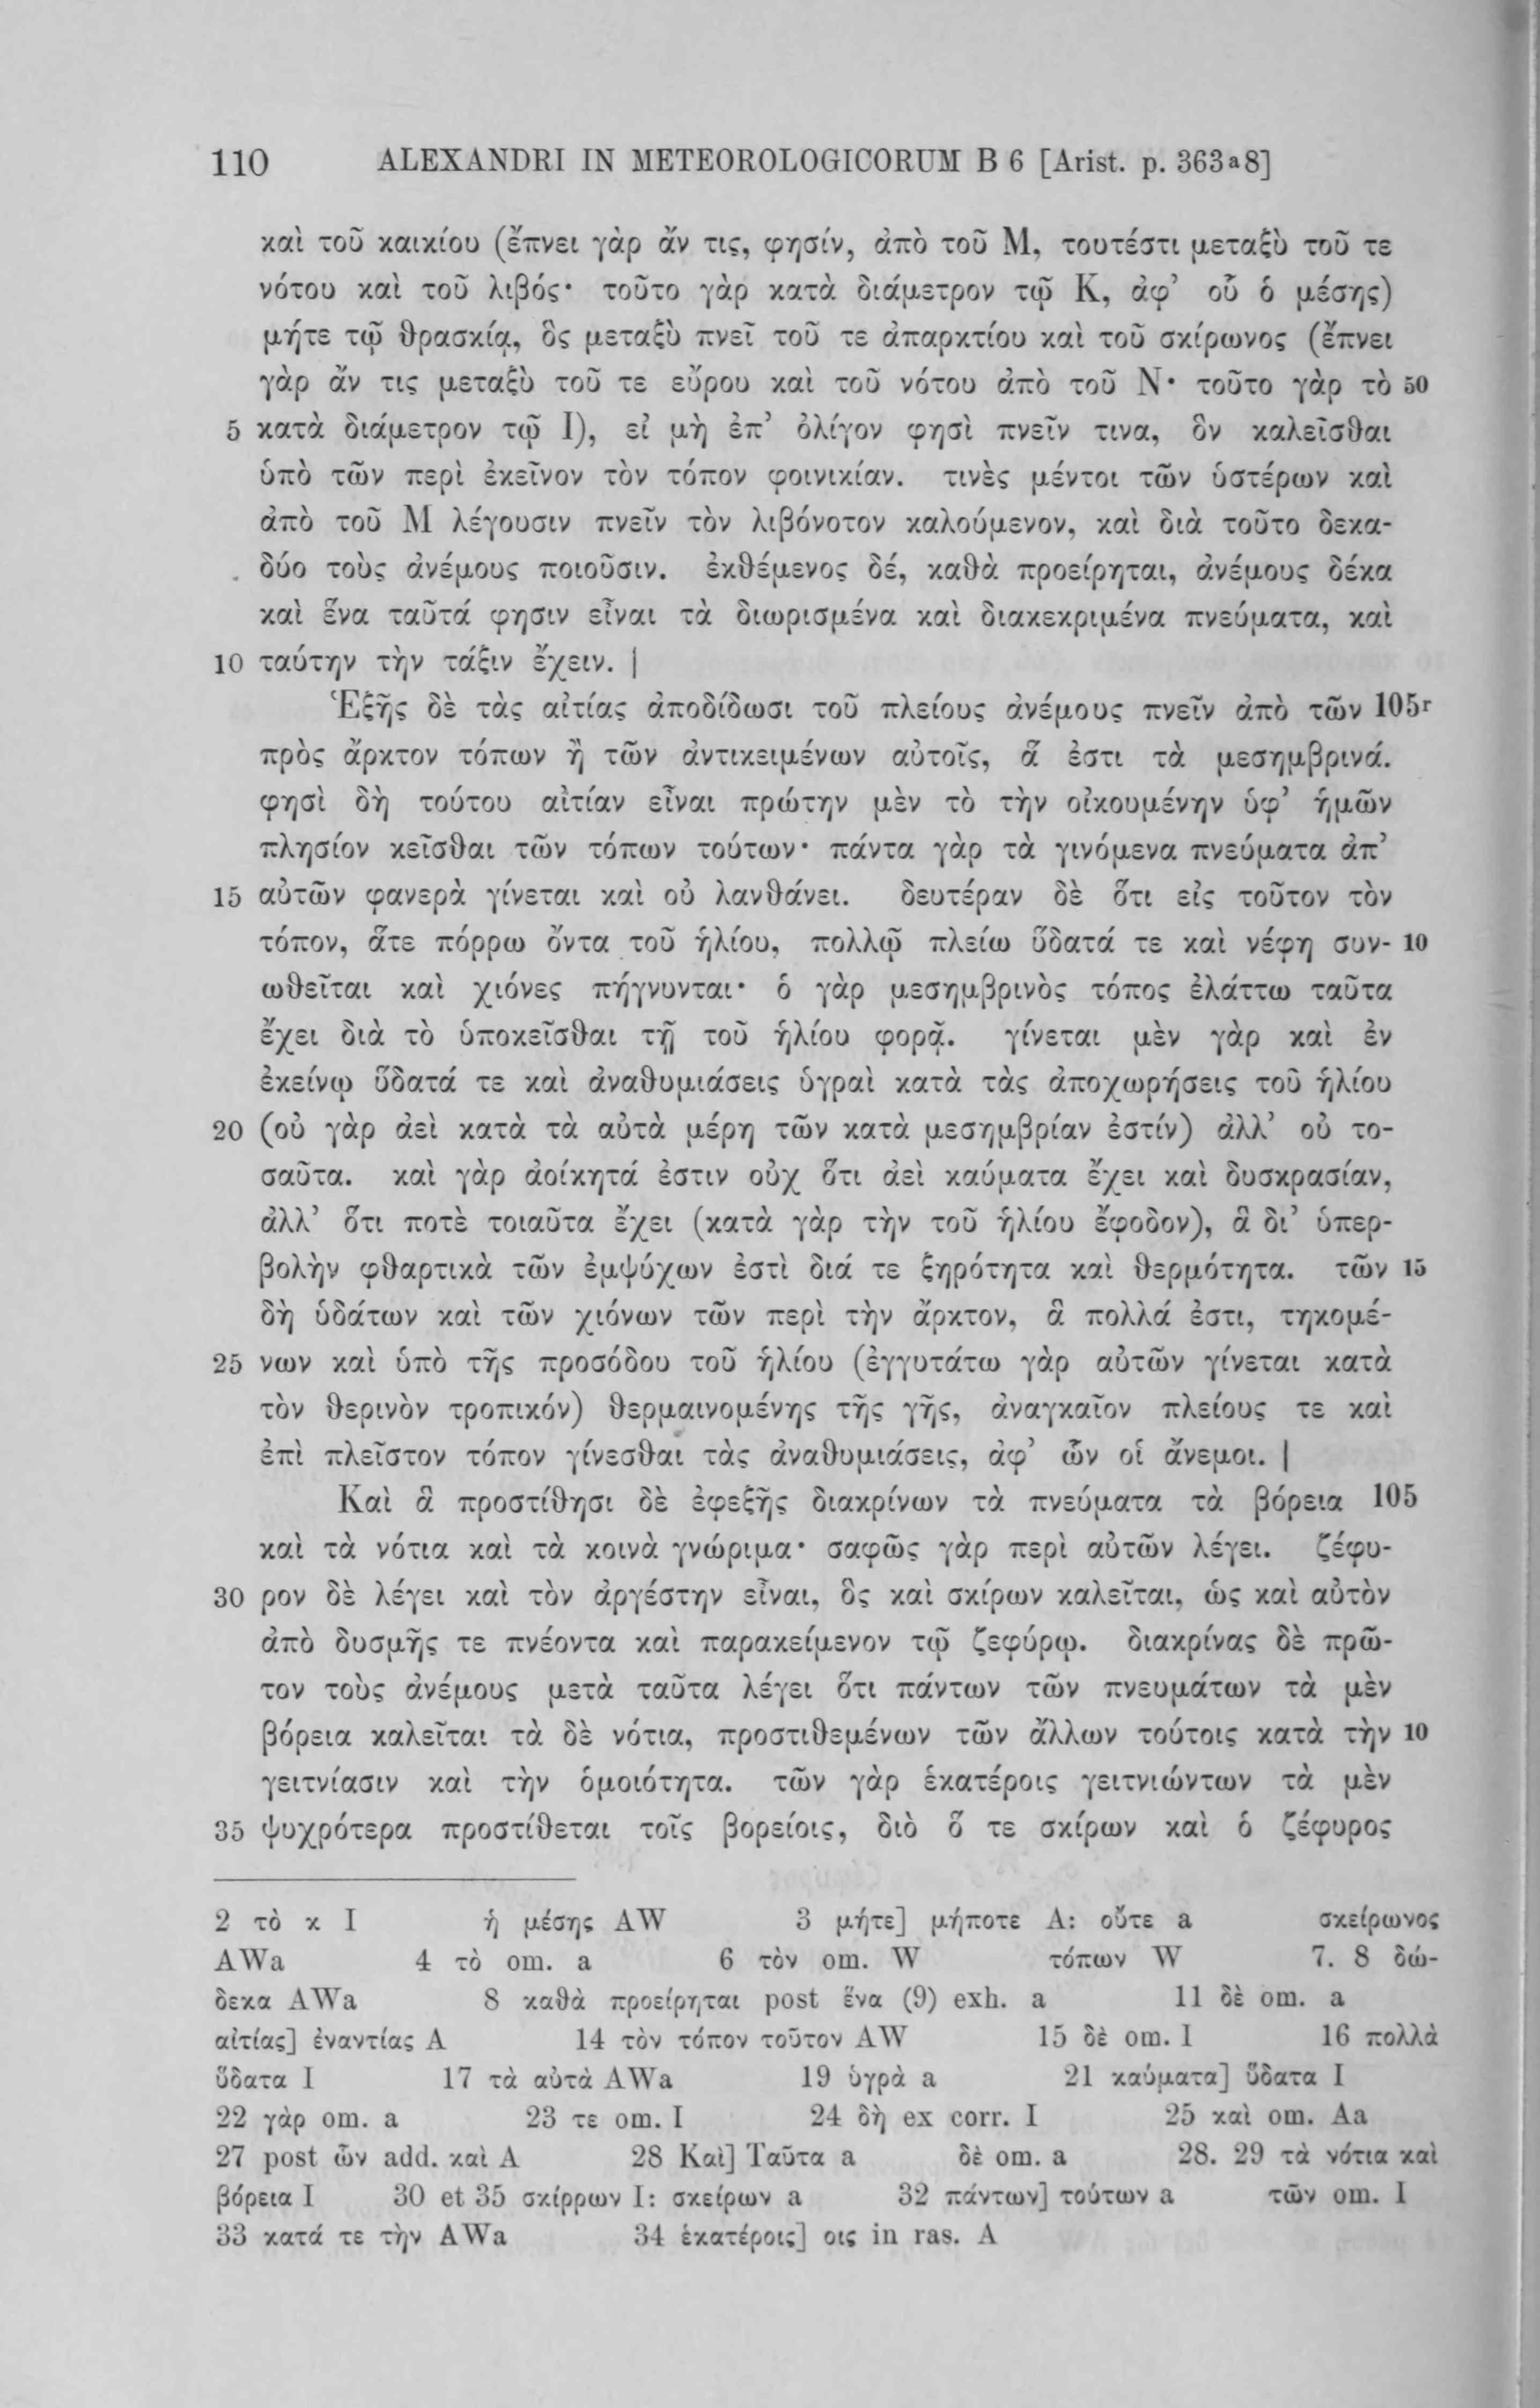 110 ALEXANDRI IN METEOROLOGICORUM B 6 [Arist. p. 363a8]
καὶ τοῦ καικίου (ἔπνει γὰρ ἄν τις, φησίν, ἀπὸ τοῦ Μ, τουτέστι μεταξὺ τοῦ τε
νότου καὶ τοῦ λιβός· τοῦτο γὰρ κατὰ διάμετρον τῷ Κ, ἀφ’ οὗ ὁ μέσης)
μήτε τῷ θρασκίᾳ, ὃς μεταξὺ πνεῖ τοῦ τε ἀπαρκτίου καὶ τοῦ σκίρωνος (ἔπνει
γὰρ ἄν τις μεταξὺ τοῦ τε εὔρου καὶ τοῦ νότου ἀπὸ τοῦ Ν· τοῦτο γὰρ τὸ 50
5 κατὰ διάμετρον τῷ Ι), εἰ μὴ ἐπ’ ὀλίγον φησὶ πνεῖν τινα, ὃν καλεῖσθαι
ὑπὸ τῶν περὶ ἐκεῖνον τὸν τόπον φοινικίαν. τινὲς μέντοι τῶν ὑστέρων καὶ
ἀπὸ τοῦ Μ λέγουσιν πνεῖν τὸν λιβόνοτον καλούμενον, καὶ διὰ τοῦτο δεκα-
δύο τοὺς ἀνέμους ποιοῦσιν. ἐκθέμενος δέ, καθὰ προείρηται, ἀνέμους δέκα
καὶ ἕνα ταῦτά φησιν εἶναι τὰ διωρισμένα καὶ διακεκριμένα πνεύματα, καὶ
10 ταύτην τὴν τάξιν ἔχειν. |
Ἑξῆς δὲ τὰς αἰτίας ἀποδίδωσι τοῦ πλείους ἀνέμους πνεῖν ἀπὸ τῶν 105r
πρὸς ἄρκτον τόπων ἢ τῶν ἀντικειμένων αὐτοῖς, ἅ ἐστι τὰ μεσημβρινά.
φησὶ δὴ τούτου αἰτίαν εἶναι πρώτην μὲν τὸ τὴν οἰκουμένην ὑφ’ ἡμῶν
πλησίον κεῖσθαι τῶν τόπων τούτων· πάντα γὰρ τὰ γινόμενα πνεύματα ἀπ’
15 αὐτῶν φανερὰ γίνεται καὶ οὐ λανθάνει. δευτέραν δὲ ὅτι εἰς τοῦτον τὸν
τόπον, ἅτε πόρρω ὄντα τοῦ ἡλίου, πολλῷ πλείω ὕδατά τε καὶ νέφη συν- 10
ωθεῖται καὶ χιόνες πήγνυνται· ὁ γὰρ μεσημβρινὸς τόπος ἐλάττω ταῦτα
ἔχει διὰ τὸ ὑποκεῖσθαι τῇ τοῦ ἡλίου φορᾷ. γίνεται μὲν γὰρ καὶ ἐν
ἐκείνῳ ὕδατά τε καὶ ἀναθυμιάσεις ὑγραὶ κατὰ τὰς ἀποχωρήσεις τοῦ ἡλίου
20 (οὐ γὰρ ἀεὶ κατὰ τὰ αὐτὰ μέρη τῶν κατὰ μεσημβρίαν ἐστίν) ἀλλ’ οὐ το-
σαῦτα. καὶ γὰρ ἀοίκητά ἐστιν οὐχ ὅτι ἀεὶ καύματα ἔχει καὶ δυσκρασίαν,
ἀλλ’ ὅτι ποτὲ τοιαῦτα ἔχει (κατὰ γὰρ τὴν τοῦ ἡλίου ἔφοδον), ἃ δι’ ὑπερ-
βολὴν φθαρτικὰ τῶν ἐμψύχων ἐστὶ διά τε ξηρότητα καὶ θερμότητα. τῶν 15
δὴ ὑδάτων καὶ τῶν χιόνων τῶν περὶ τὴν ἄρκτον, ἃ πολλά ἐστι, τηκομέ-
25 νων καὶ ὑπὸ τῆς προσόδου τοῦ ἡλίου (ἐγγυτάτω γὰρ αὐτῶν γίνεται κατὰ
τὸν θερινὸν τροπικόν) θερμαινομένης τῆς γῆς, ἀναγκαῖον πλείους τε καὶ
ἐπὶ πλεῖστον τόπον γίνεσθαι τὰς ἀναθυμιάσεις, ἀφ’ ὧν οἱ ἄνεμοι. |
Καὶ ἃ προστίθησι δὲ ἐφεξῆς διακρίνων τὰ πνεύματα τὰ βόρεια 105
καὶ τὰ νότια καὶ τὰ κοινὰ γνώριμα· σαφῶς γὰρ περὶ αὐτῶν λέγει. ζέφυ-
30 ρον δὲ λέγει καὶ τὸν ἀργέστην εἶναι, ὃς καὶ σκίρων καλεῖται, ὡς καὶ αὐτὸν
ἀπὸ δυσμῆς τε πνέοντα καὶ παρακείμενον τῷ ζεφύρῳ. διακρίνας δὲ πρῶ-
τον τοὺς ἀνέμους μετὰ ταῦτα λέγει ὅτι πάντων τῶν πνευμάτων τὰ μὲν
βόρεια καλεῖται τὰ δὲ νότια, προστιθεμένων τῶν ἄλλων τούτοις κατὰ τὴν 10
γειτνίασιν καὶ τὴν ὁμοιότητα. τῶν γὰρ ἑκατέροις γειτνιώντων τὰ μὲν
35 ψυχρότερα προστίθεται τοῖς βορείοις, διὸ ὅ τε σκίρων καὶ ὁ ζέφυρος
2 τὸ κ I ἡ μέσης AW 3 μήτε] μήποτε A: οὔτε a σκείρωνος
AWa 4 τὸ om. a 6 τὸν om. W τόπων W 7. 8 δώ-
δεκα AWa 8 καθὰ προείρηται post ἕνα (9) exh. a 11 δὲ om. a
αἰτίας] ἐναντίας A 14 τὸν τόπον τοῦτον AW 15 δὲ om. I 16 πολλὰ
ὕδατα I 17 τὰ αὐτὰ AWa 19 ὑγρὰ a 21 καύματα] ὕδατα I
22 γὰρ om. a 23 τε om. I 24 δὴ ex corr. I 25 καὶ om. Aa
27 post ὧν add. καὶ A 28 Καὶ] Ταῦτα a δὲ om. a 28. 29 τὰ νότια καὶ
βόρεια I 30 et 35 σκίρρων I: σκείρων a 32 πάντων] τούτων a τῶν om. I
33 κατά τε τὴν AWa 34 ἑκατέροις] οις in ras. A